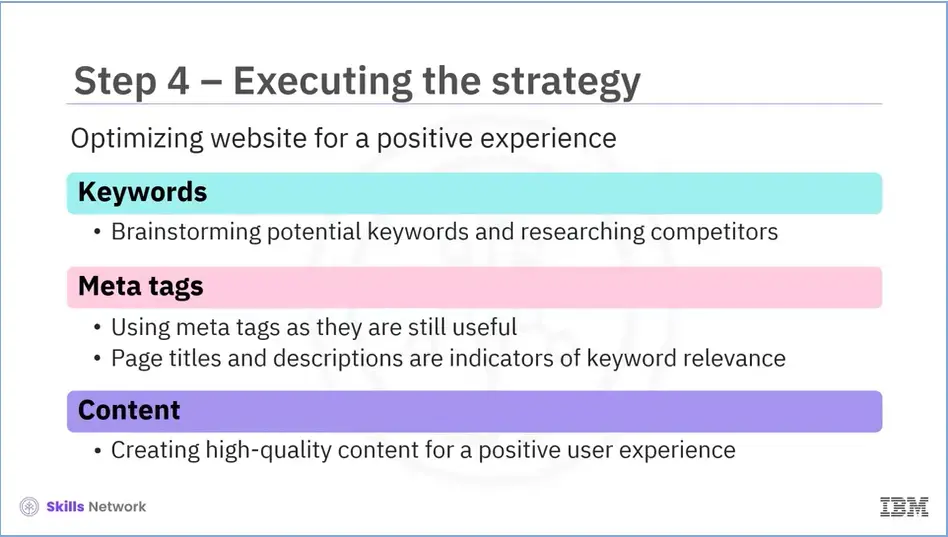 Step 4 – Executing the strategy
Optimizing website for a positive experience
Keywords
• Brainstorming potential keywords and researching competitors
Meta tags
• Using meta tags as they are still useful
• Page titles and descriptions are indicators of keyword relevance
Content
• Creating high-quality content for a positive user experience
Skills Network
IBM